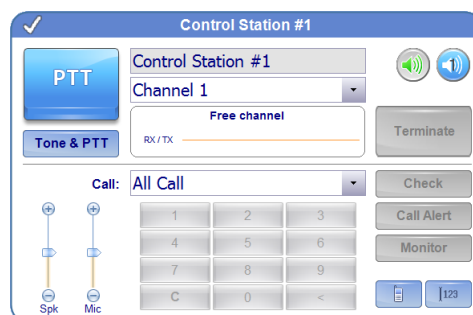 Control Station #1
PTT
Control Station #1
Channel 1
1
Tone & PTT
Free channel
RX / TX
Terminate
Call:
All Call
Check
1 2 3
Call Alert
4 5 6
Monitor
7 8 9
C 0 <
123
Spk Mic